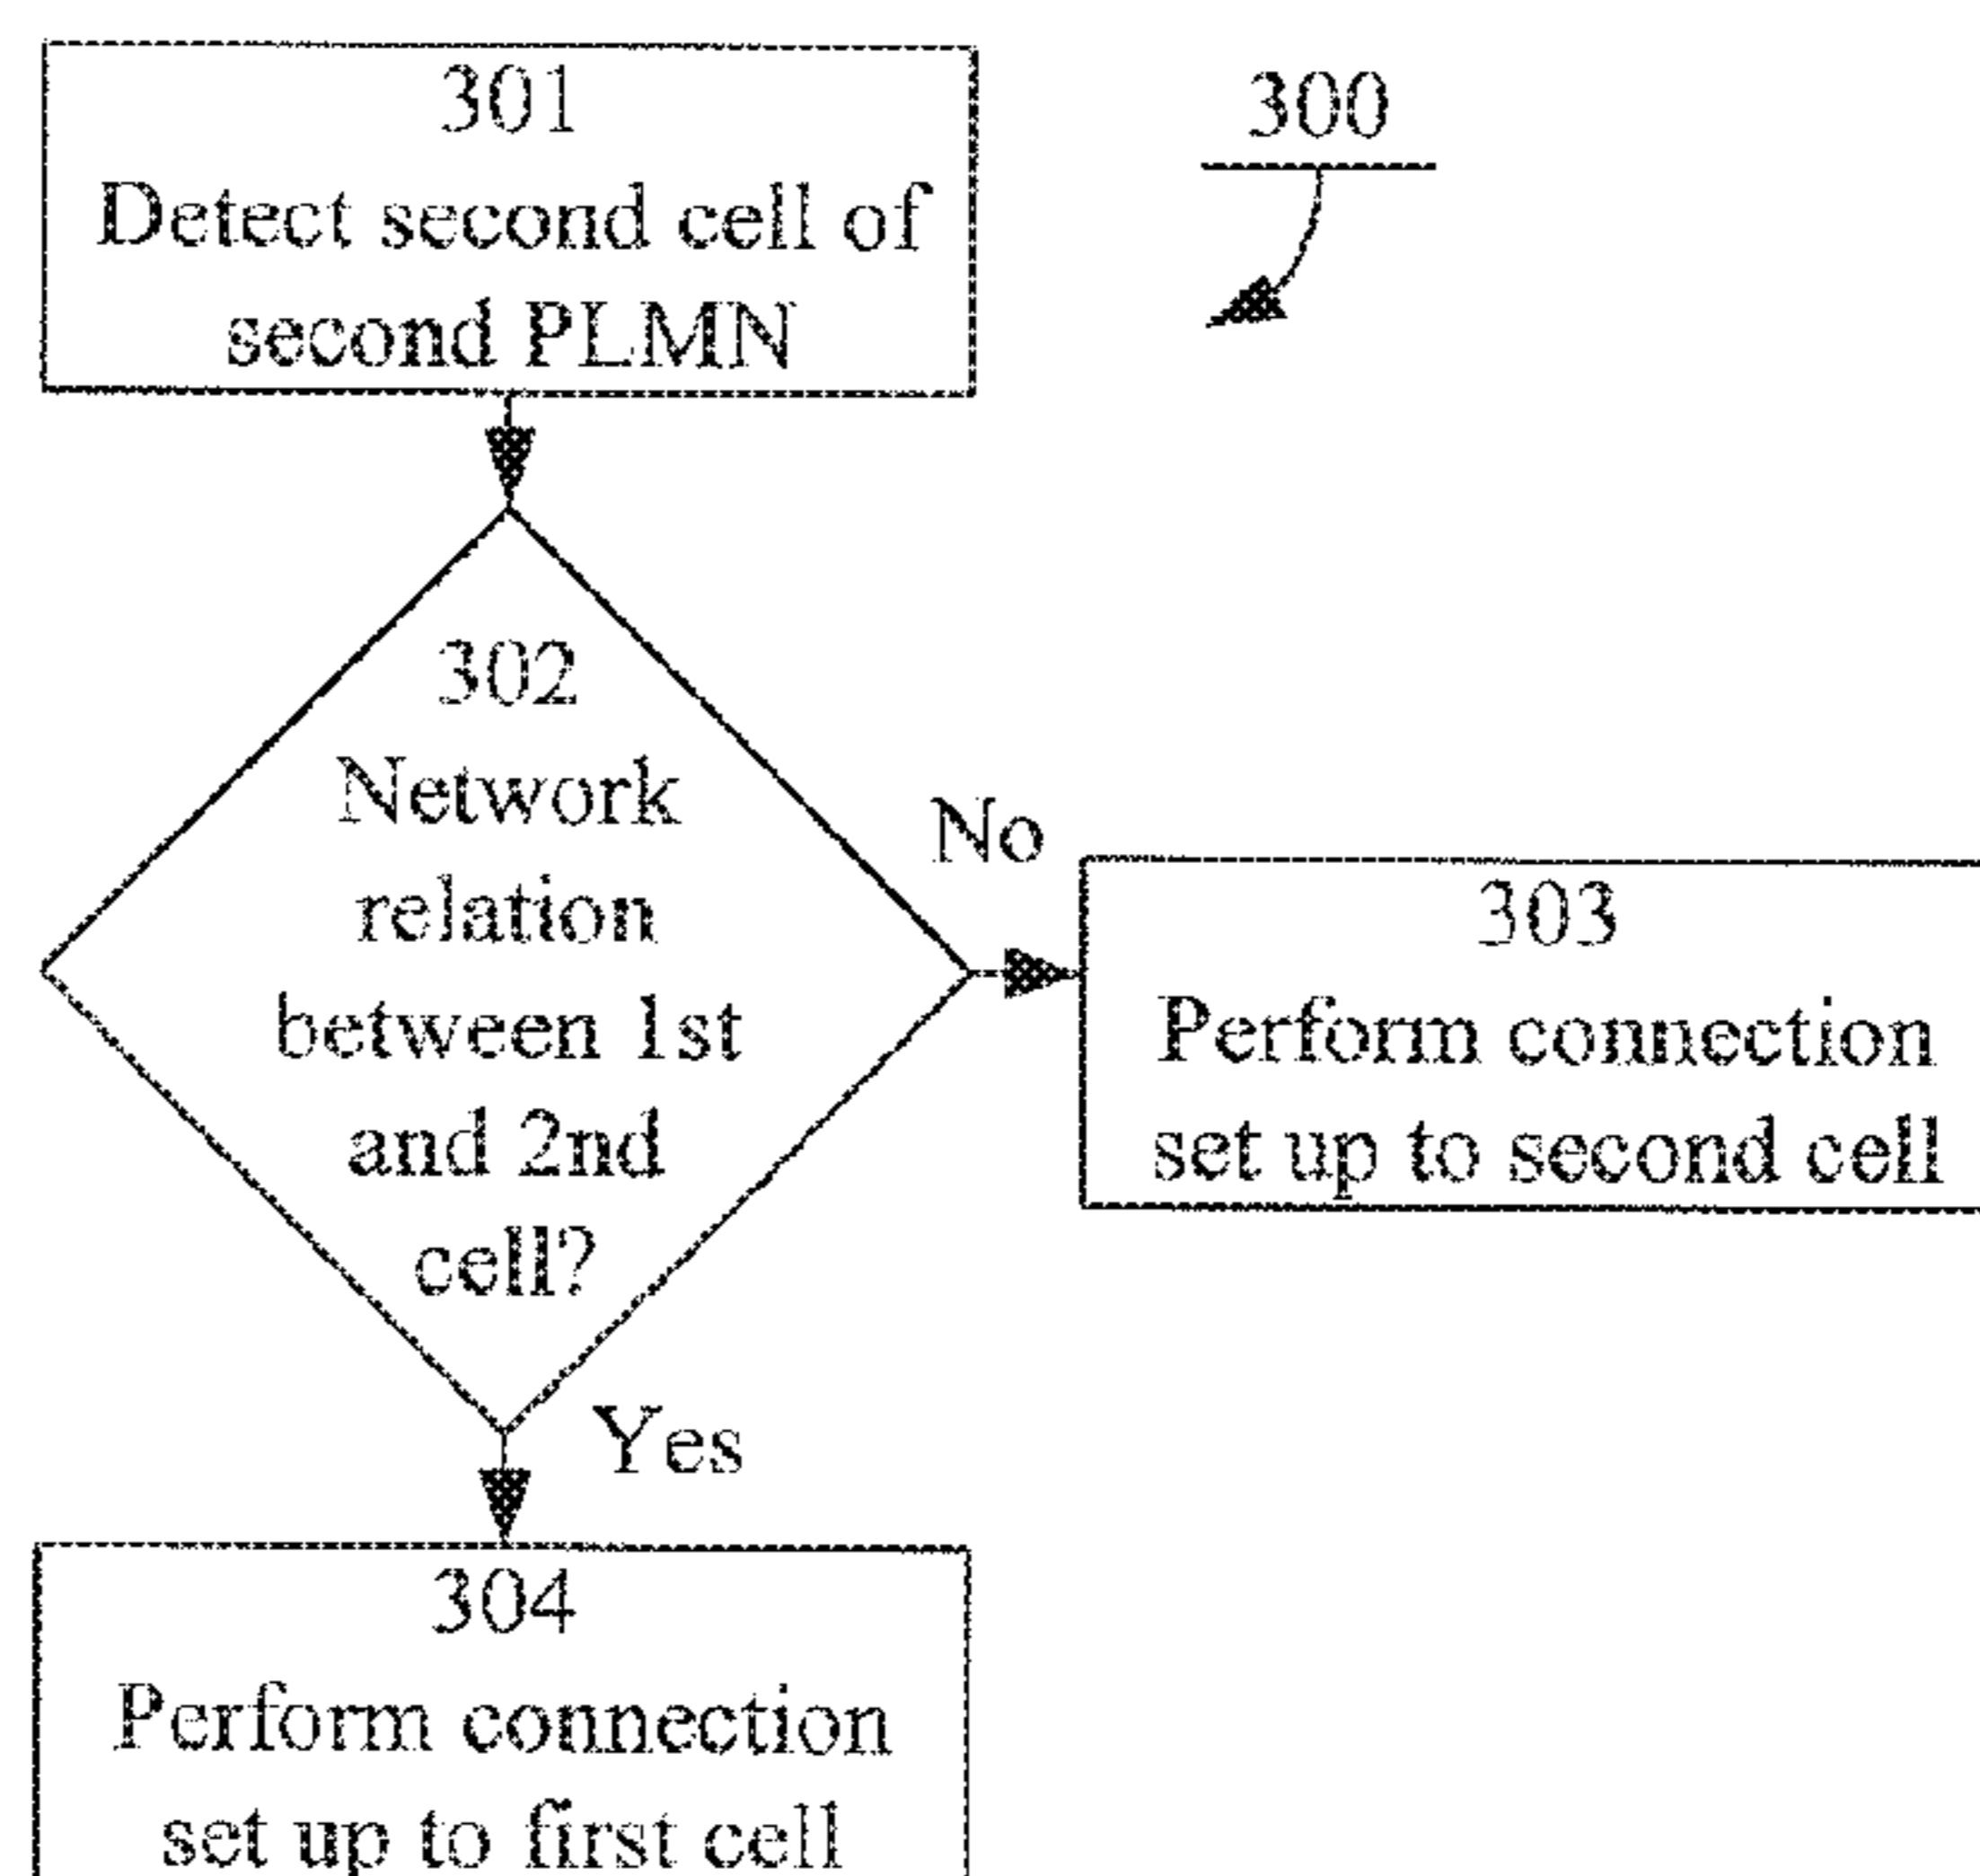 301
Detect second cell of
second PLMN
300
302
Network
relation
between 1st
and 2nd
cell?
No
303
Perform connection
set up to second cell
Yes
304
Perform connection
set up to first cell